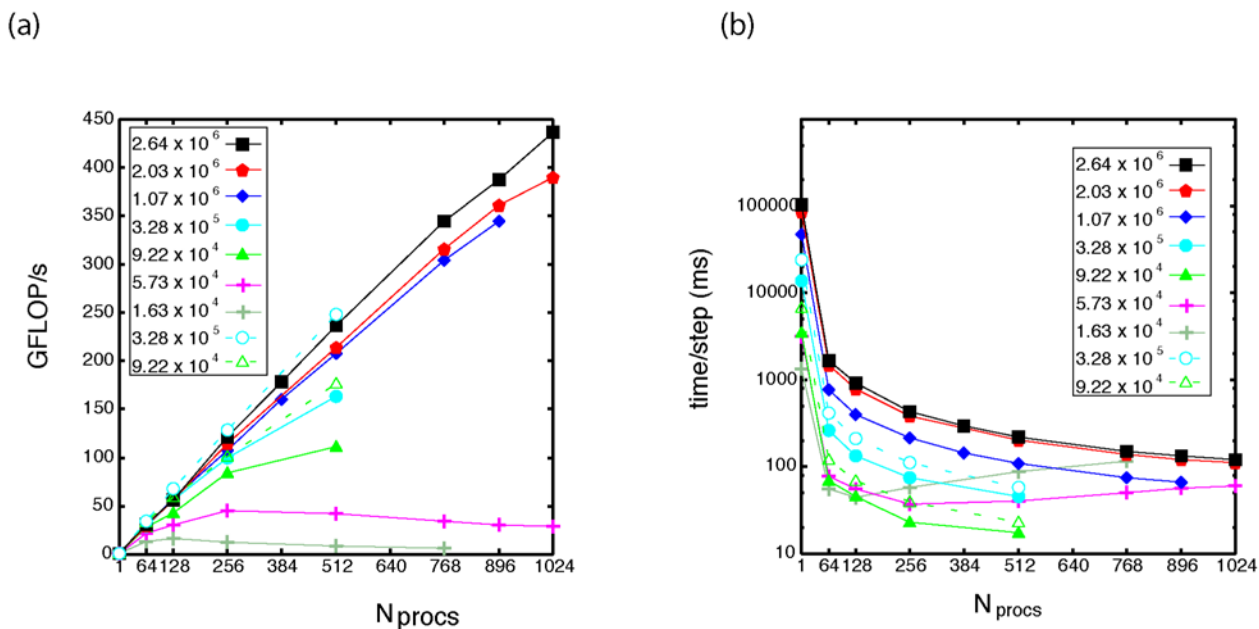 (a)
(b)
GFLOP/s
450
400
350
300
250
200
150
100
50
0
2.64 x 10^6
2.03 x 10^6
1.07 x 10^6
3.28 x 10^5
9.22 x 10^4
5.73 x 10^4
1.63 x 10^4
3.28 x 10^5
9.22 x 10^4
1 64 128 256 384 512 640 768 896 1024
N procs
time/step (ms)
100000
10000
1000
100
10
2.64 x 10^6
2.03 x 10^6
1.07 x 10^6
3.28 x 10^5
9.22 x 10^4
5.73 x 10^4
1.63 x 10^4
3.28 x 10^5
9.22 x 10^4
1 64 128 256 384 512 640 768 896 1024
N procs